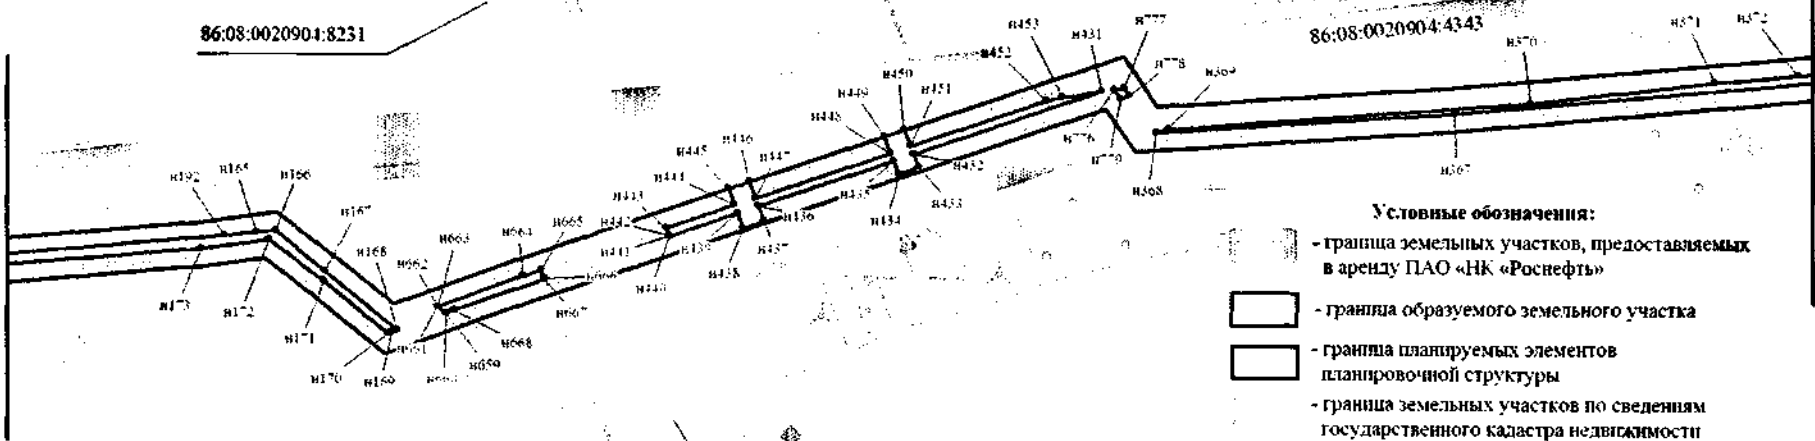 86:08:0020904:8231
86:08:0020904:4343
н453
н431
н777
н371
н372
н370
н452
н778
н369
н450
н451
н449
н448
н776
н779
н367
н368
н446
н447
н445
н444
н443
н442
н441
н435
н432
н433
н434
н436
н437
н439
н438
н440
н192
н165
н166
н167
н168
н662
н663
н664
н665
н666
н667
н668
н659
н661
н173
н172
н171
н170
н169
Условные обозначения:
- граница земельных участков, предоставляемых
в аренду ПАО «НК «Роснефть»
- граница образуемого земельного участка
- граница планируемых элементов
планировочной структуры
- граница земельных участков по сведениям
государственного кадастра недвижимости